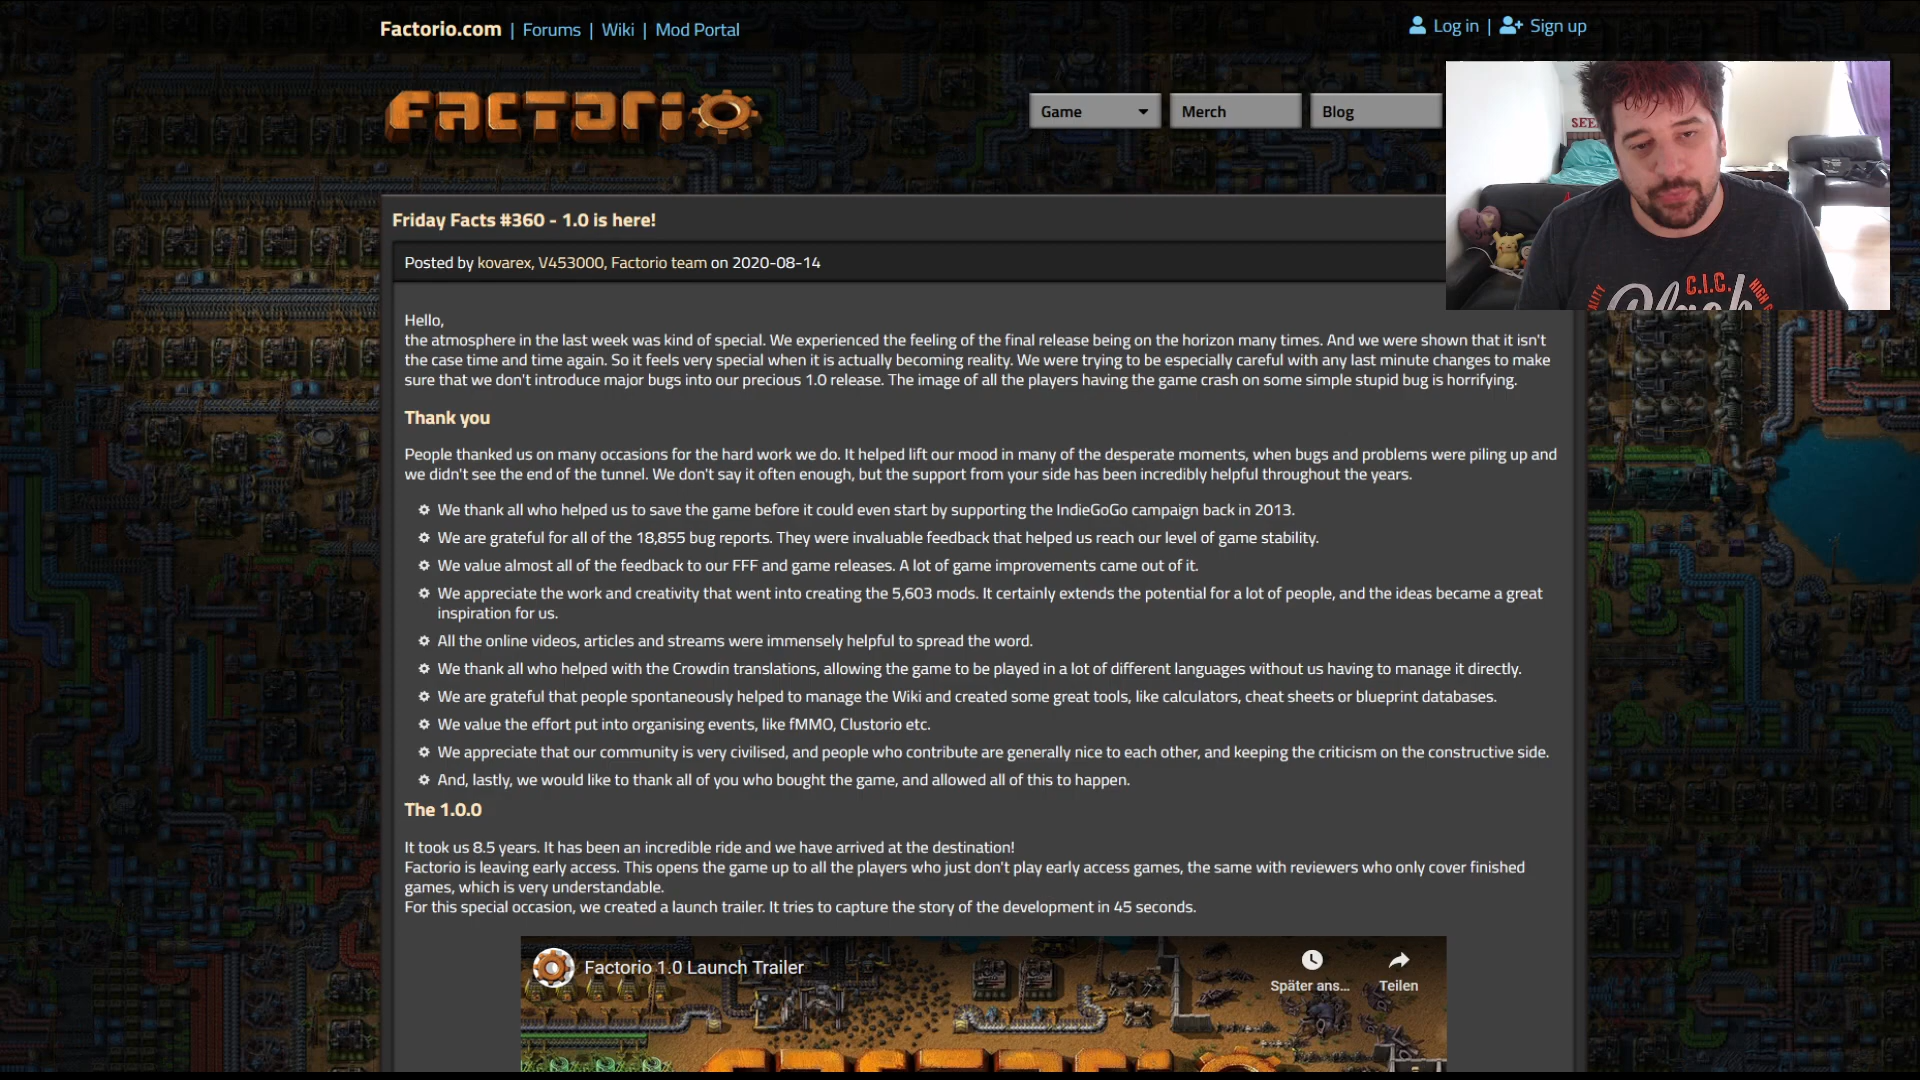 Factorio.com | Forums | Wiki | Mod Portal
Log in | Sign up
FACTORIO
Game
Merch
Blog
SEE
Friday Facts #360 - 1.0 is here!
Posted by kovarex, V453000, Factorio team on 2020-08-14
C.I.C.
Black
Hello,
the atmosphere in the last week was kind of special. We experienced the feeling of the final release being on the horizon many times. And we were shown that it isn't
the case time and time again. So it feels very special when it is actually becoming reality. We were trying to be especially careful with any last minute changes to make
sure that we don't introduce major bugs into our precious 1.0 release. The image of all the players having the game crash on some simple stupid bug is horrifying.
Thank you
People thanked us on many occasions for the hard work we do. It helped lift our mood in many of the desperate moments, when bugs and problems were piling up and
we didn't see the end of the tunnel. We don't say it often enough, but the support from your side has been incredibly helpful throughout the years.
We thank all who helped us to save the game before it could even start by supporting the IndieGoGo campaign back in 2013.
We are grateful for all of the 18,855 bug reports. They were invaluable feedback that helped us reach our level of game stability.
We value almost all of the feedback to our FFF and game releases. A lot of game improvements came out of it.
We appreciate the work and creativity that went into creating the 5,603 mods. It certainly extends the potential for a lot of people, and the ideas became a great
inspiration for us.
All the online videos, articles and streams were immensely helpful to spread the word.
We thank all who helped with the Crowdin translations, allowing the game to be played in a lot of different languages without us having to manage it directly.
We are grateful that people spontaneously helped to manage the Wiki and created some great tools, like calculators, cheat sheets or blueprint databases.
We value the effort put into organising events, like fMMO, Clustorio etc.
We appreciate that our community is very civilised, and people who contribute are generally nice to each other, and keeping the criticism on the constructive side.
And, lastly, we would like to thank all of you who bought the game, and allowed all of this to happen.
The 1.0.0
It took us 8.5 years. It has been an incredible ride and we have arrived at the destination!
Factorio is leaving early access. This opens the game up to all the players who just don't play early access games, the same with reviewers who only cover finished
games, which is very understandable.
For this special occasion, we created a launch trailer. It tries to capture the story of the development in 45 seconds.
Factorio 1.0 Launch Trailer
Später ans...
Teilen